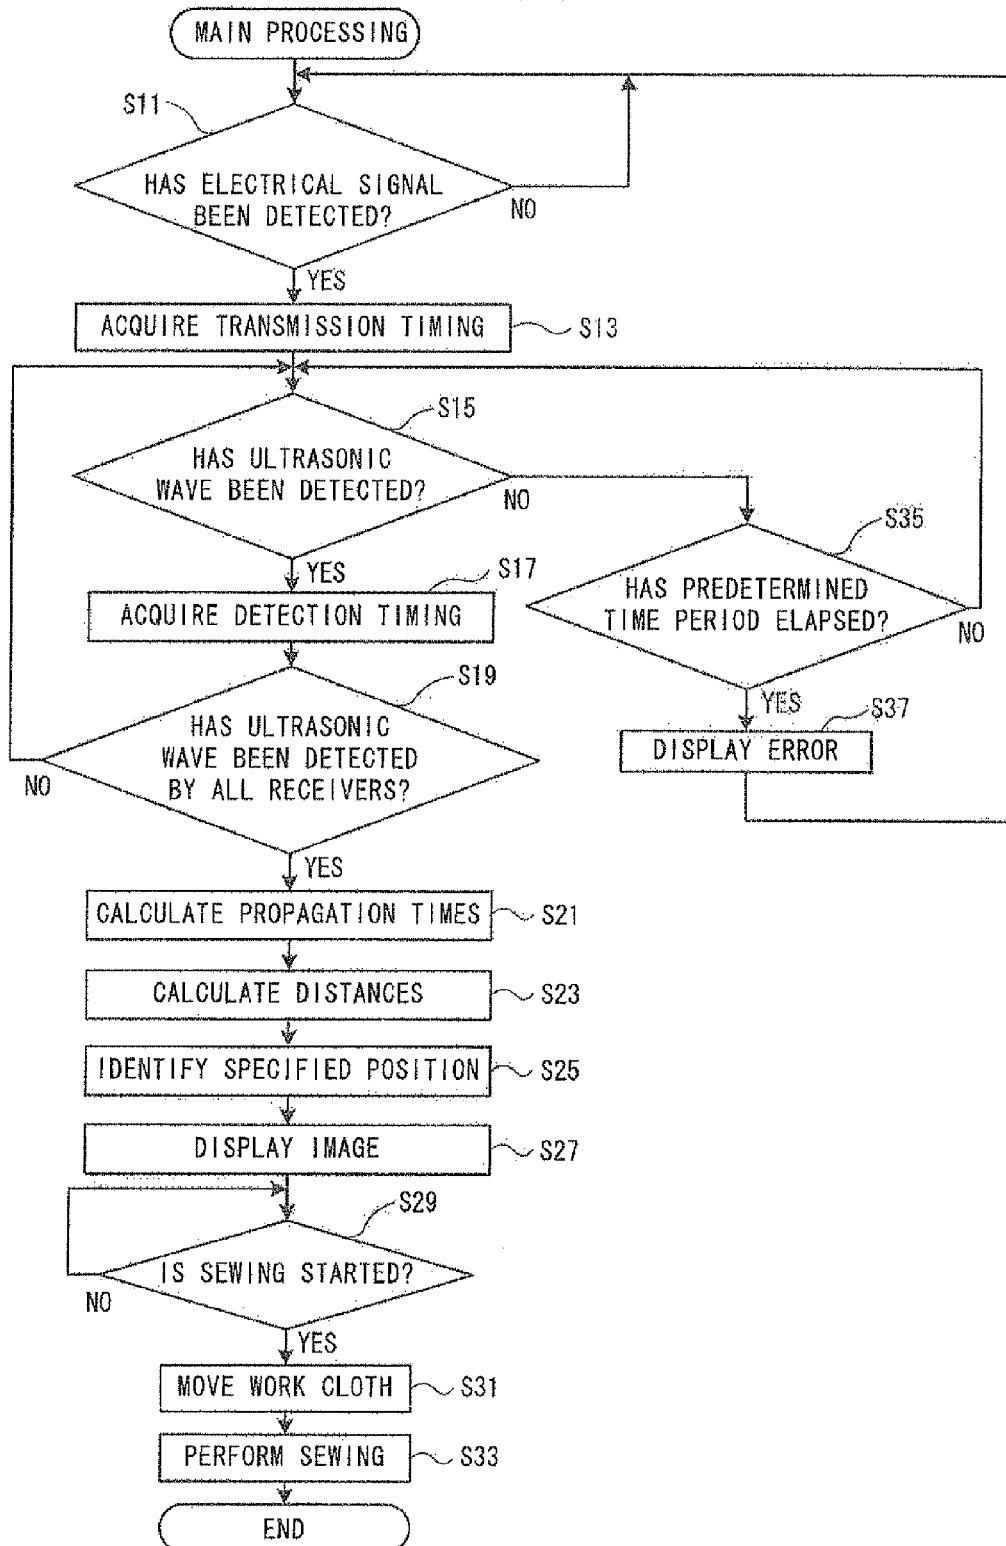 MAIN PROCESSING
S11
HAS ELECTRICAL SIGNAL
BEEN DETECTED?
NO
YES
ACQUIRE TRANSMISSION TIMING
S13
S15
HAS ULTRASONIC
WAVE BEEN DETECTED?
NO
YES
S17
ACQUIRE DETECTION TIMING
S35
HAS PREDETERMINED
TIME PERIOD ELAPSED?
NO
YES
S37
DISPLAY ERROR
S19
HAS ULTRASONIC
WAVE BEEN DETECTED
BY ALL RECEIVERS?
NO
YES
CALCULATE PROPAGATION TIMES
S21
CALCULATE DISTANCES
S23
IDENTIFY SPECIFIED POSITION
S25
DISPLAY IMAGE
S27
S29
IS SEWING STARTED?
NO
YES
MOVE WORK CLOTH
S31
PERFORM SEWING
S33
END